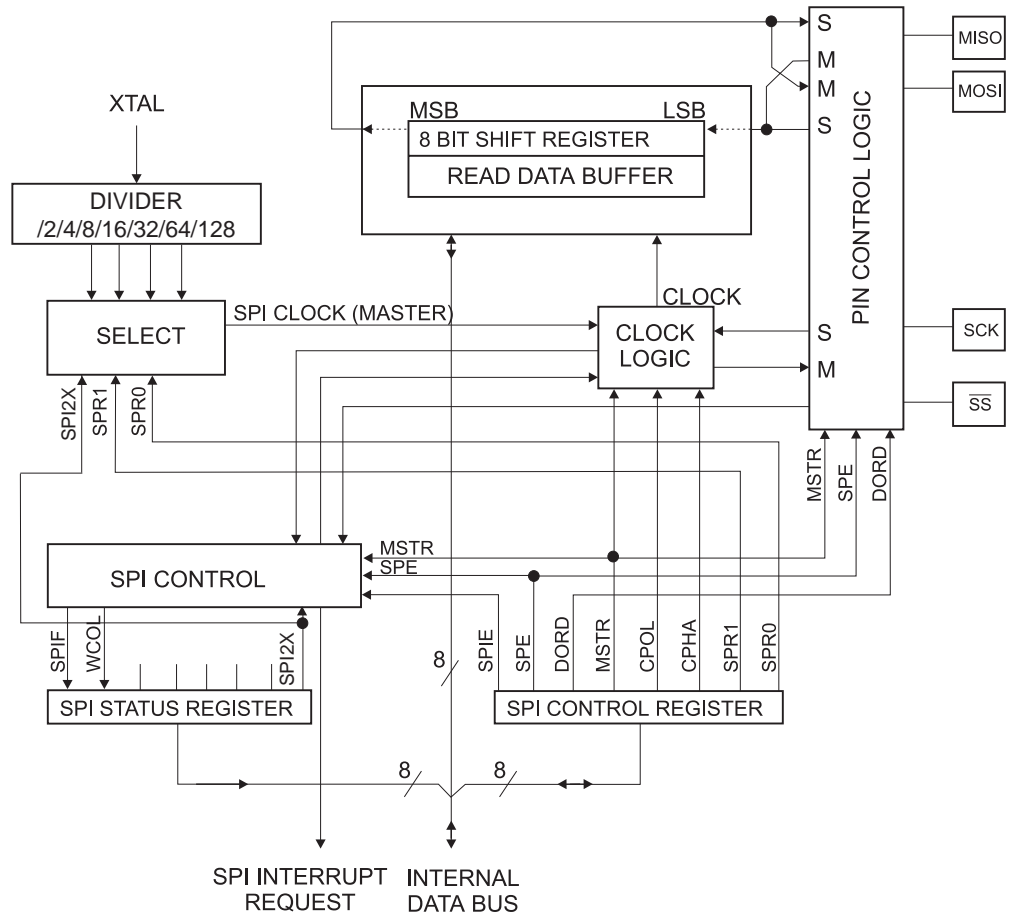 S
MISO
M
M
MOSI
XTAL
MSB
LSB
S
8 BIT SHIFT REGISTER
READ DATA BUFFER
DIVIDER
/2/4/8/16/32/64/128
PIN CONTROL LOGIC
CLOCK
SPI CLOCK (MASTER)
SELECT
CLOCK
LOGIC
S
M
SCK
SS
SPI2X
SPR1
SPR0
MSTR
SPE
DORD
MSTR
SPE
SPI CONTROL
SPIF
WCOL
SPI2X
SPIE
SPE
DORD
MSTR
CPOL
CPHA
SPR1
SPR0
8
SPI STATUS REGISTER
SPI CONTROL REGISTER
8
8
SPI INTERRUPT
REQUEST
INTERNAL
DATA BUS